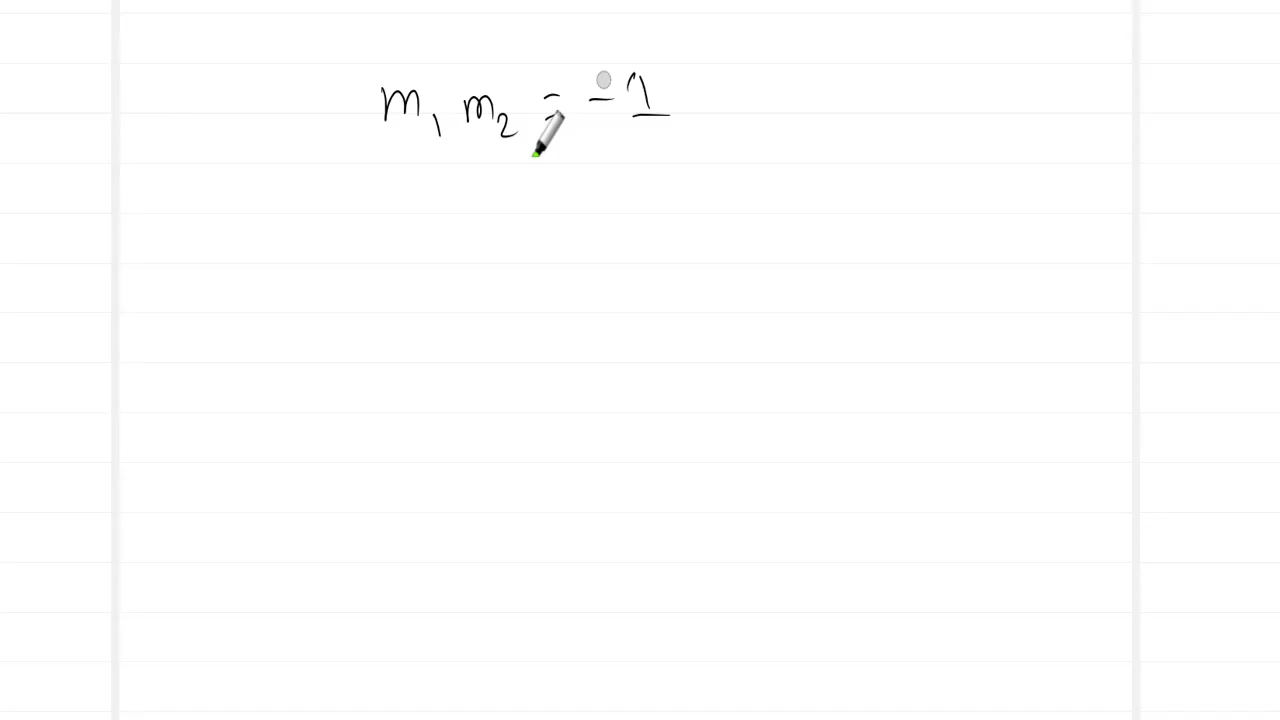 m₁ m₂ = -1